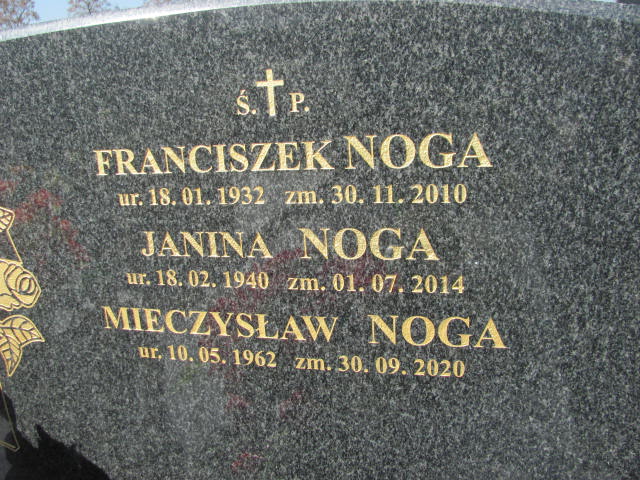 Ś. P.
FRANCISZEK NOGA
ur. 18. 01. 1932 zm. 30. 11. 2010
JANINA NOGA
ur. 18. 02. 1940 zm. 01. 07. 2014
MIECZYSŁAW NOGA
ur. 10. 05. 1962 zm. 30. 09. 2020